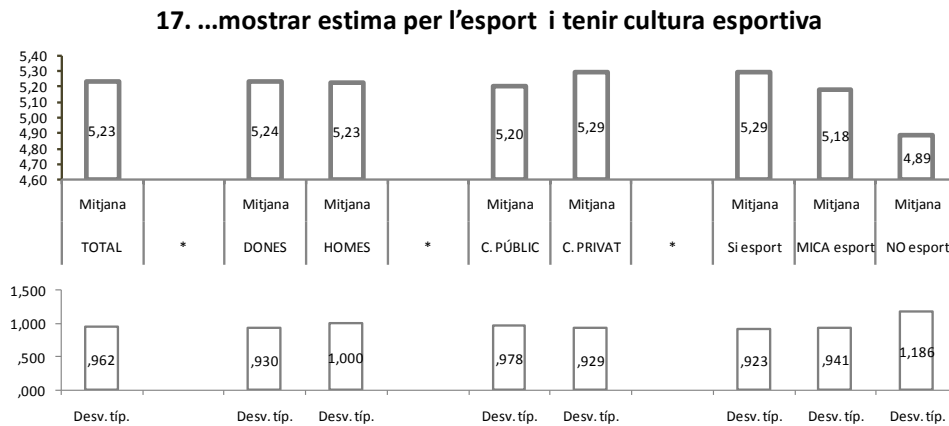 17. ...mostrar estima per l’esport i tenir cultura esportiva
5,40
5,30
5,20
5,10
5,00
4,90
4,80
4,70
4,60
5,23 5,24 5,23 5,20 5,29 5,29 5,18 4,89
Mitjana Mitjana Mitjana Mitjana Mitjana Mitjana Mitjana Mitjana
TOTAL * DONES HOMES * C. PÚBLIC C. PRIVAT * Si esport MICA esport NO esport
1,500
1,000
,500
,000
,962 ,930 1,000 ,978 ,929 ,923 ,941 1,186
Desv. típ. Desv. típ. Desv. típ. Desv. típ. Desv. típ. Desv. típ. Desv. típ. Desv. típ.